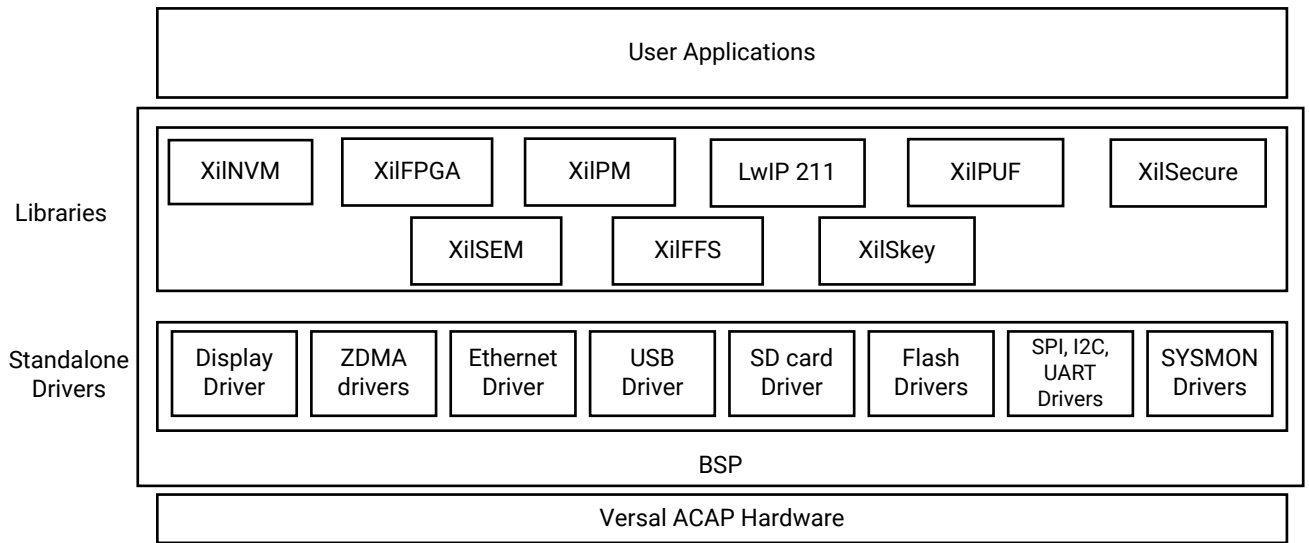 User Applications
Libraries
XilNVM
XilFPGA
XilPM
LwIP 211
XilPUF
XilSecure
XilSEM
XilFFS
XilSkey
Standalone
Drivers
Display
Driver
ZDMA
drivers
Ethernet
Driver
USB
Driver
SD card
Driver
Flash
Drivers
SPI, I2C,
UART
Drivers
SYSMON
Drivers
BSP
Versal ACAP Hardware